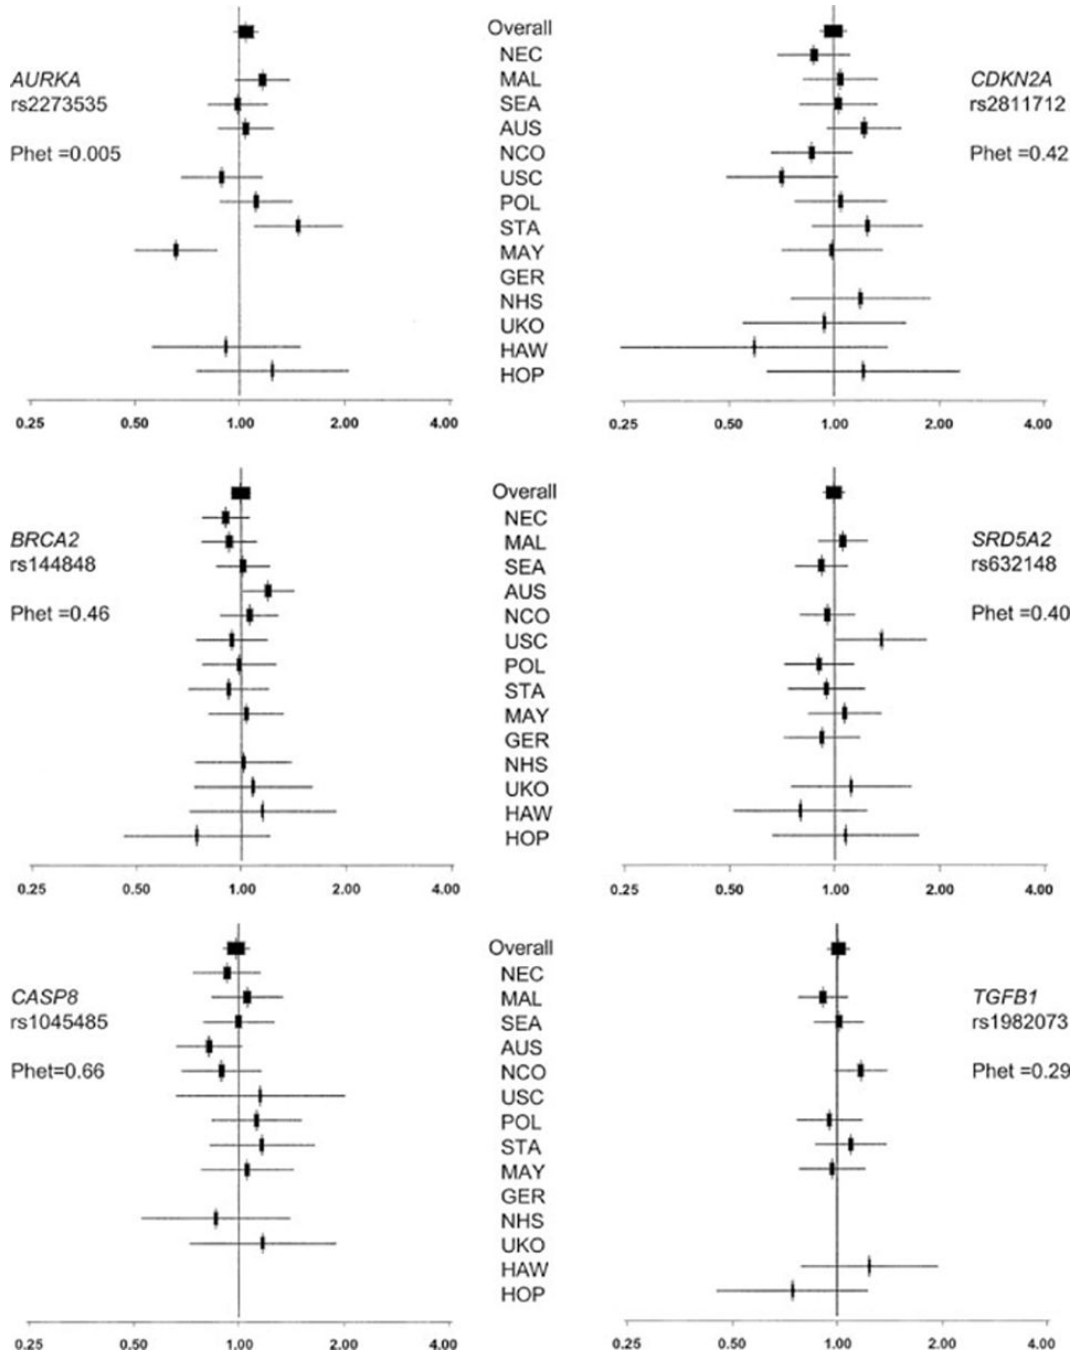 Overall
NEC
AURKA
MAL
CDKN2A
rs2273535
SEA
rs2811712
AUS
Phet =0.005
NCO
Phet =0.42
USC
POL
STA
MAY
GER
NHS
UKO
HAW
HOP
0.25 0.50 1.00 2.00 4.00
0.25 0.50 1.00 2.00 4.00
Overall
NEC
BRCA2
MAL
SRD5A2
rs144848
SEA
rs632148
AUS
Phet =0.46
NCO
Phet =0.40
USC
POL
STA
MAY
GER
NHS
UKO
HAW
HOP
0.25 0.50 1.00 2.00 4.00
0.25 0.50 1.00 2.00 4.00
Overall
NEC
CASP8
MAL
TGFB1
rs1045485
SEA
rs1982073
AUS
Phet=0.66
NCO
Phet =0.29
USC
POL
STA
MAY
GER
NHS
UKO
HAW
HOP
0.25 0.50 1.00 2.00 4.00
0.25 0.50 1.00 2.00 4.00